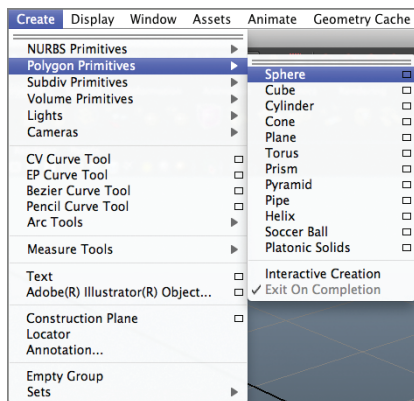 Create Display Window Assets Animate Geometry Cache
NURBS Primitives
Polygon Primitives
Subdiv Primitives
Volume Primitives
Lights
Cameras
CV Curve Tool
EP Curve Tool
Bezier Curve Tool
Pencil Curve Tool
Arc Tools
Measure Tools
Text
Adobe(R) Illustrator(R) Object...
Construction Plane
Locator
Annotation...
Empty Group
Sets
Sphere
Cube
Cylinder
Cone
Plane
Torus
Prism
Pyramid
Pipe
Helix
Soccer Ball
Platonic Solids
Interactive Creation
✓ Exit On Completion